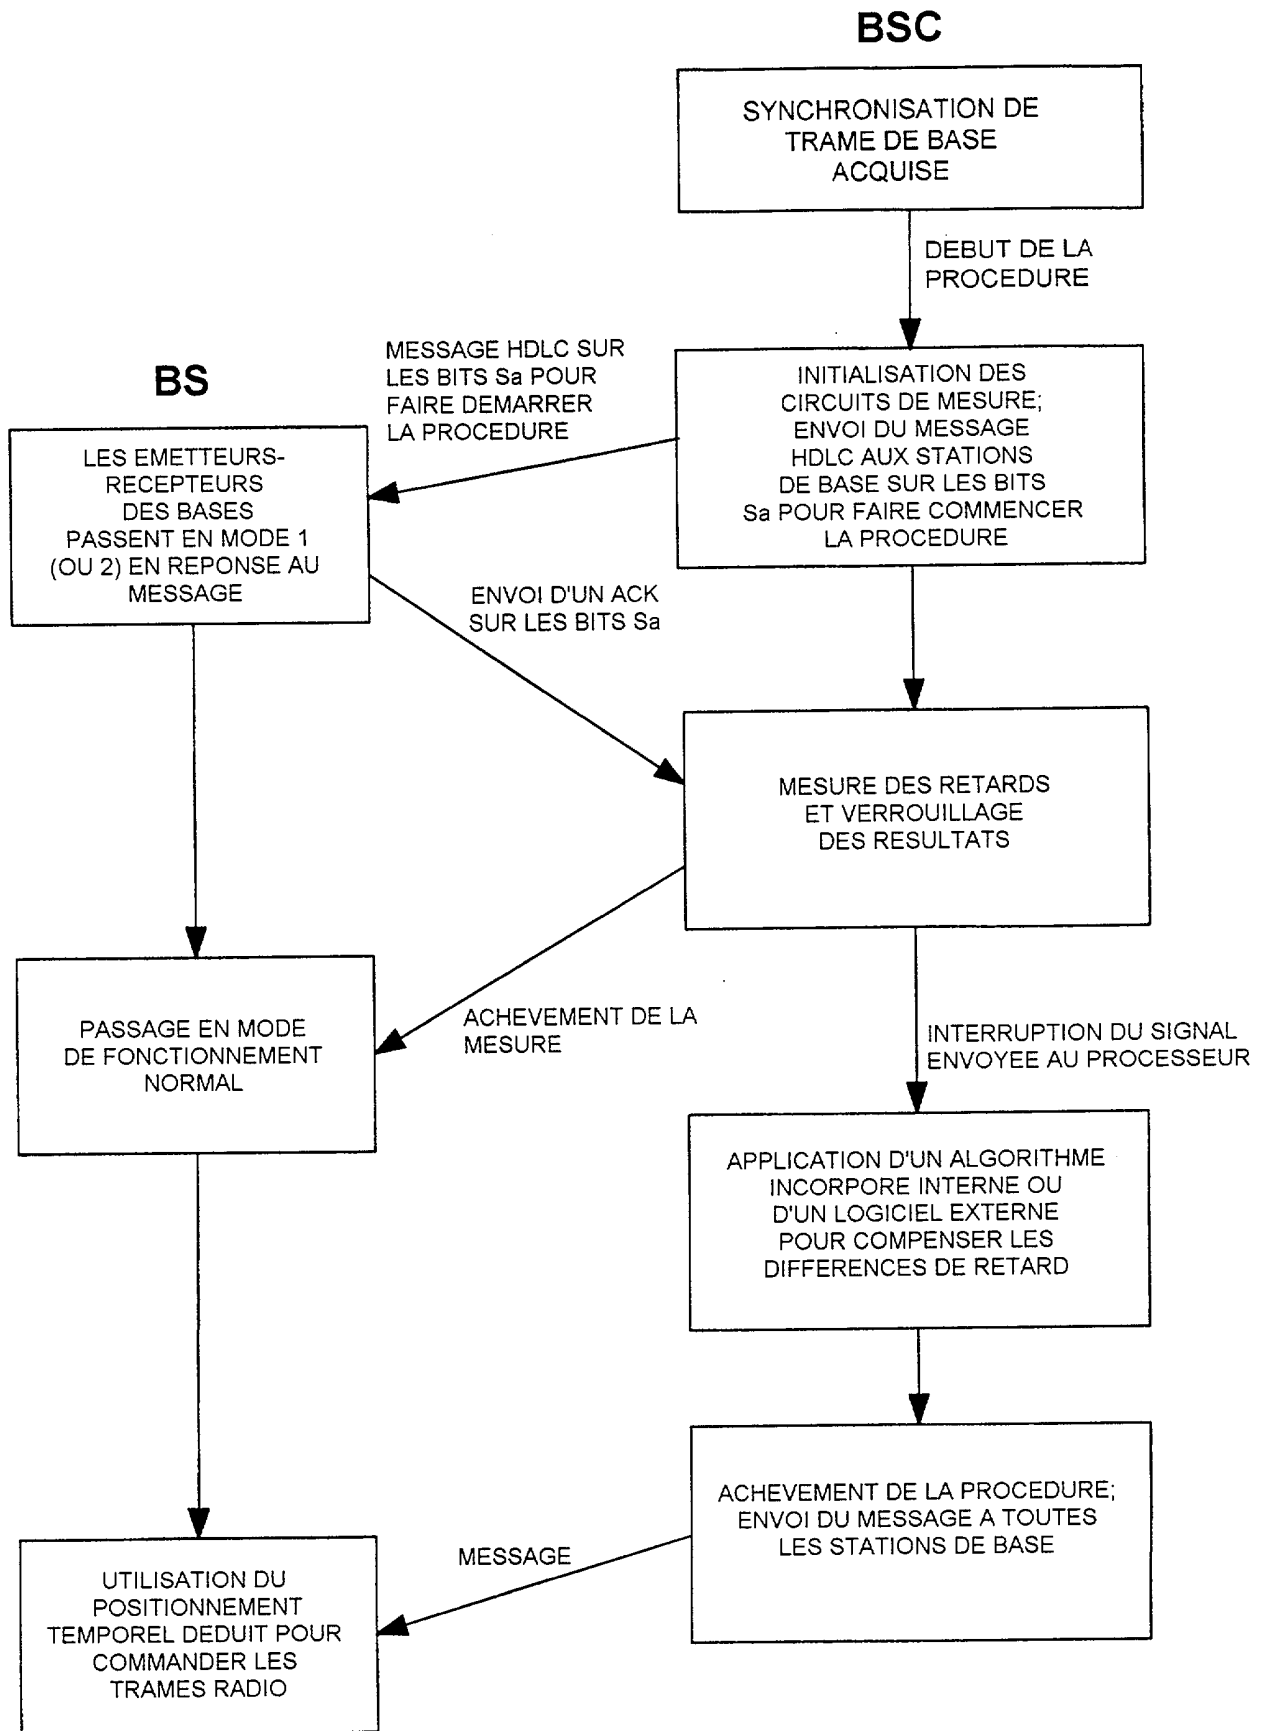 BSC
SYNCHRONISATION DE
TRAME DE BASE
ACQUISE
DEBUT DE LA
PROCEDURE
MESSAGE HDLC SUR
LES BITS Sa POUR
FAIRE DEMARRER
LA PROCEDURE
INITIALISATION DES
CIRCUITS DE MESURE;
ENVOI DU MESSAGE
HDLC AUX STATIONS
DE BASE SUR LES BITS
Sa POUR FAIRE COMMENCER
LA PROCEDURE
BS
LES EMETTEURS-
RECEPTEURS
DES BASES
PASSENT EN MODE 1
(OU 2) EN REPONSE AU
MESSAGE
ENVOI D'UN ACK
SUR LES BITS Sa
MESURE DES RETARDS
ET VERROUILLAGE
DES RESULTATS
PASSAGE EN MODE
DE FONCTIONNEMENT
NORMAL
ACHEVEMENT DE LA
MESURE
INTERRUPTION DU SIGNAL
ENVOYEE AU PROCESSEUR
APPLICATION D'UN ALGORITHME
INCORPORE INTERNE OU
D'UN LOGICIEL EXTERNE
POUR COMPENSER LES
DIFFERENCES DE RETARD
ACHEVEMENT DE LA PROCEDURE;
ENVOI DU MESSAGE A TOUTES
LES STATIONS DE BASE
MESSAGE
UTILISATION DU
POSITIONNEMENT
TEMPOREL DEDUIT POUR
COMMANDER LES
TRAMES RADIO